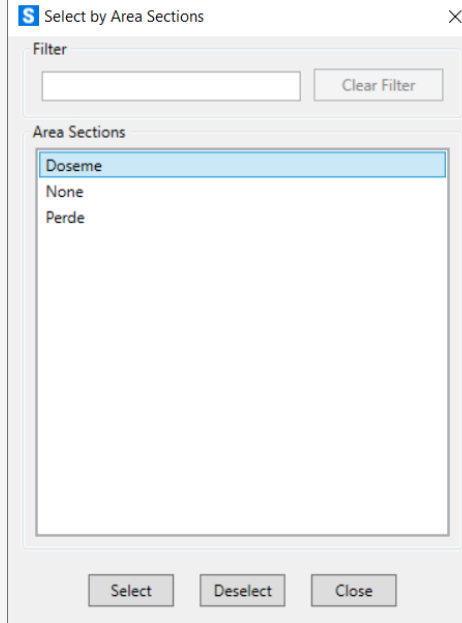 S Select by Area Sections
Filter
Clear Filter
Area Sections
Doseme
None
Perde
Select Deselect Close